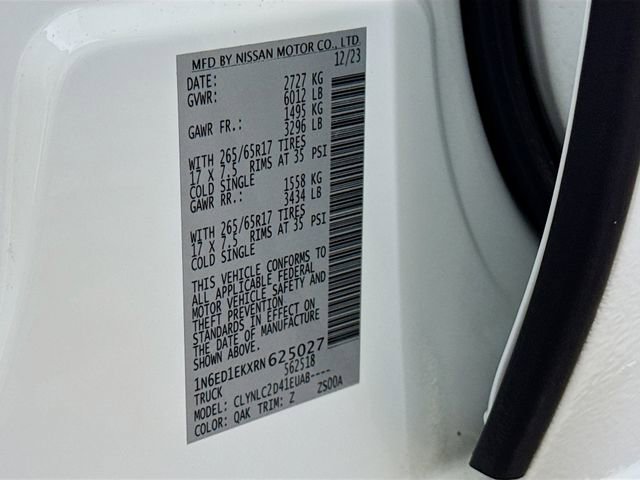 MFD BY NISSAN MOTOR CO., LTD.
DATE: 12/23
GVWR: 2727 KG
6012 LB
GAWR FR.: 1495 KG
3296 LB
WITH 265/65R17 TIRES
17 X 7.5 RIMS AT 35 PSI
COLD SINGLE
GAWR RR.: 1558 KG
3434 LB
WITH 265/65R17 TIRES
17 X 7.5 RIMS AT 35 PSI
COLD SINGLE
THIS VEHICLE CONFORMS TO
ALL APPLICABLE FEDERAL
MOTOR VEHICLE SAFETY AND
THEFT PREVENTION
STANDARDS IN EFFECT ON
THE DATE OF MANUFACTURE
SHOWN ABOVE.
1N6ED1EKXRN625027
TRUCK 562518
MODEL: CLYNLC2D41EUAB----
COLOR: QAK TRIM: Z ZS00A